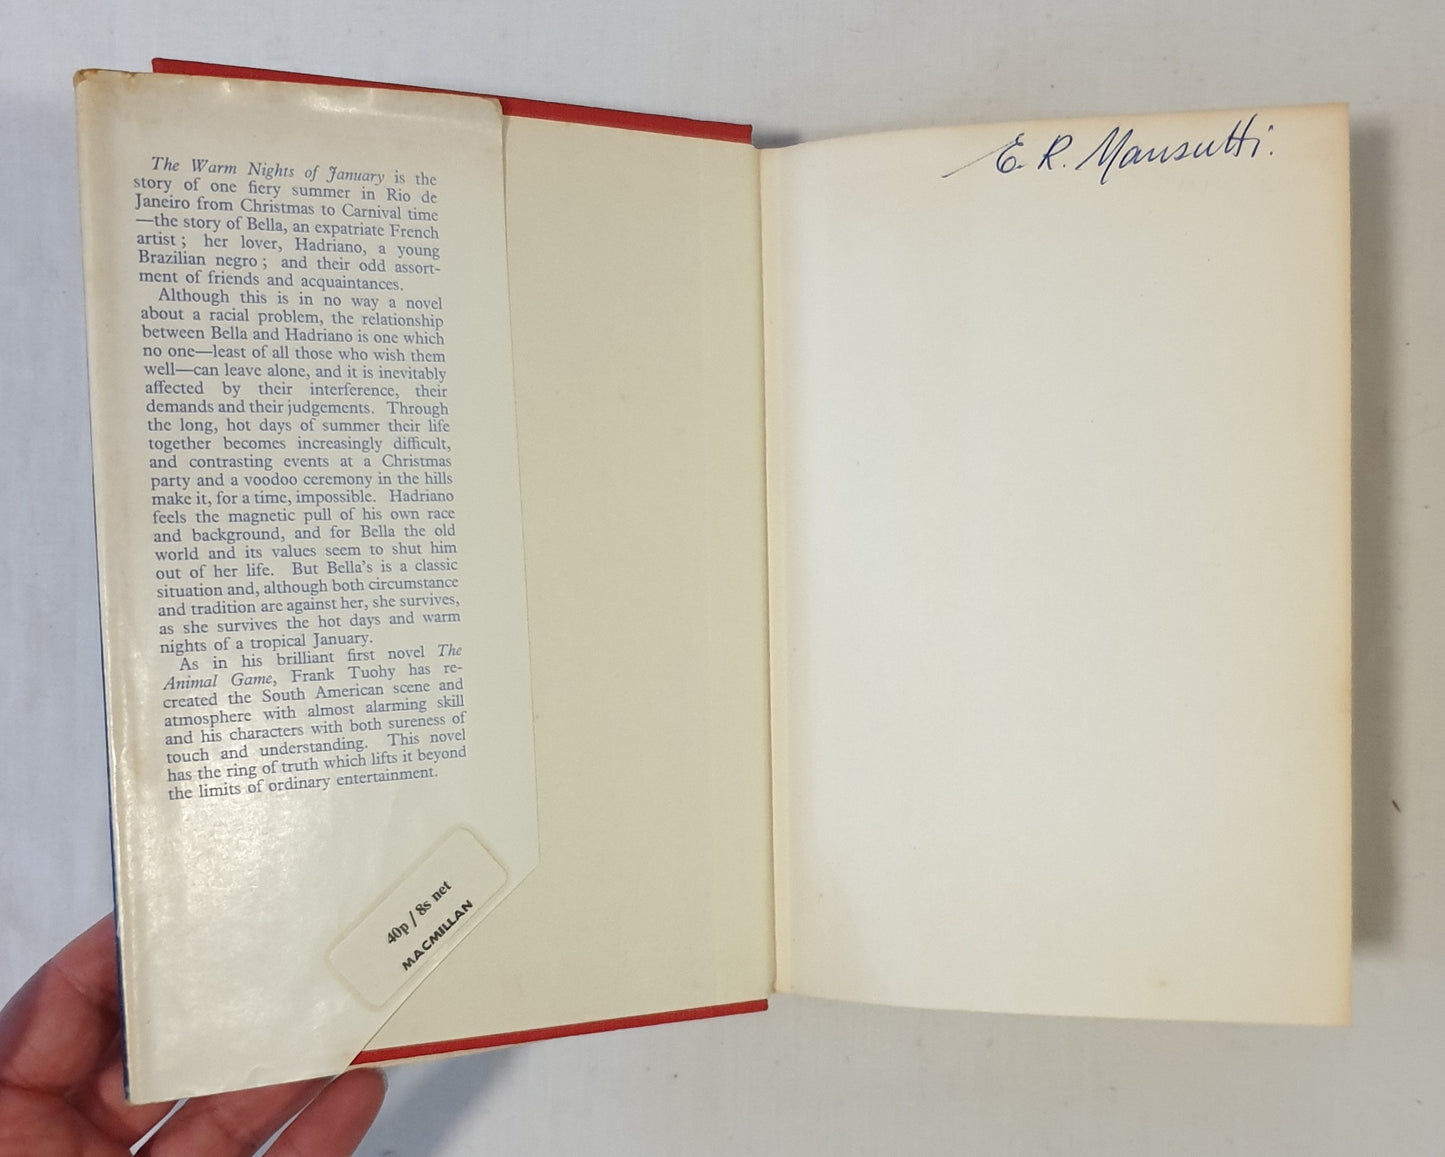 The Warm Nights of January is the
story of one fiery summer in Rio de
Janeiro from Christmas to Carnival time
—the story of Bella, an expatriate French
artist ; her lover, Hadriano, a young
Brazilian negro ; and their odd assort-
ment of friends and acquaintances.
Although this is in no way a novel
about a racial problem, the relationship
between Bella and Hadriano is one which
no one—least of all those who wish them
well—can leave alone, and it is inevitably
affected by their interference, their
demands and their judgements. Through
the long, hot days of summer their life
together becomes increasingly difficult,
and contrasting events at a Christmas
party and a voodoo ceremony in the hills
make it, for a time, impossible. Hadriano
feels the magnetic pull of his own race
and background, and for Bella the old
world and its values seem to shut him
out of her life. But Bella's is a classic
situation and, although both circumstance
and tradition are against her, she survives,
as she survives the hot days and warm
nights of a tropical January.
As in his brilliant first novel The
Animal Game, Frank Tuohy has re-
created the South American scene and
atmosphere with almost alarming skill
and his characters with both sureness of
touch and understanding. This novel
has the ring of truth which lifts it beyond
the limits of ordinary entertainment.
40p / 8s net
MACMILLAN
E. R. Mansutti.